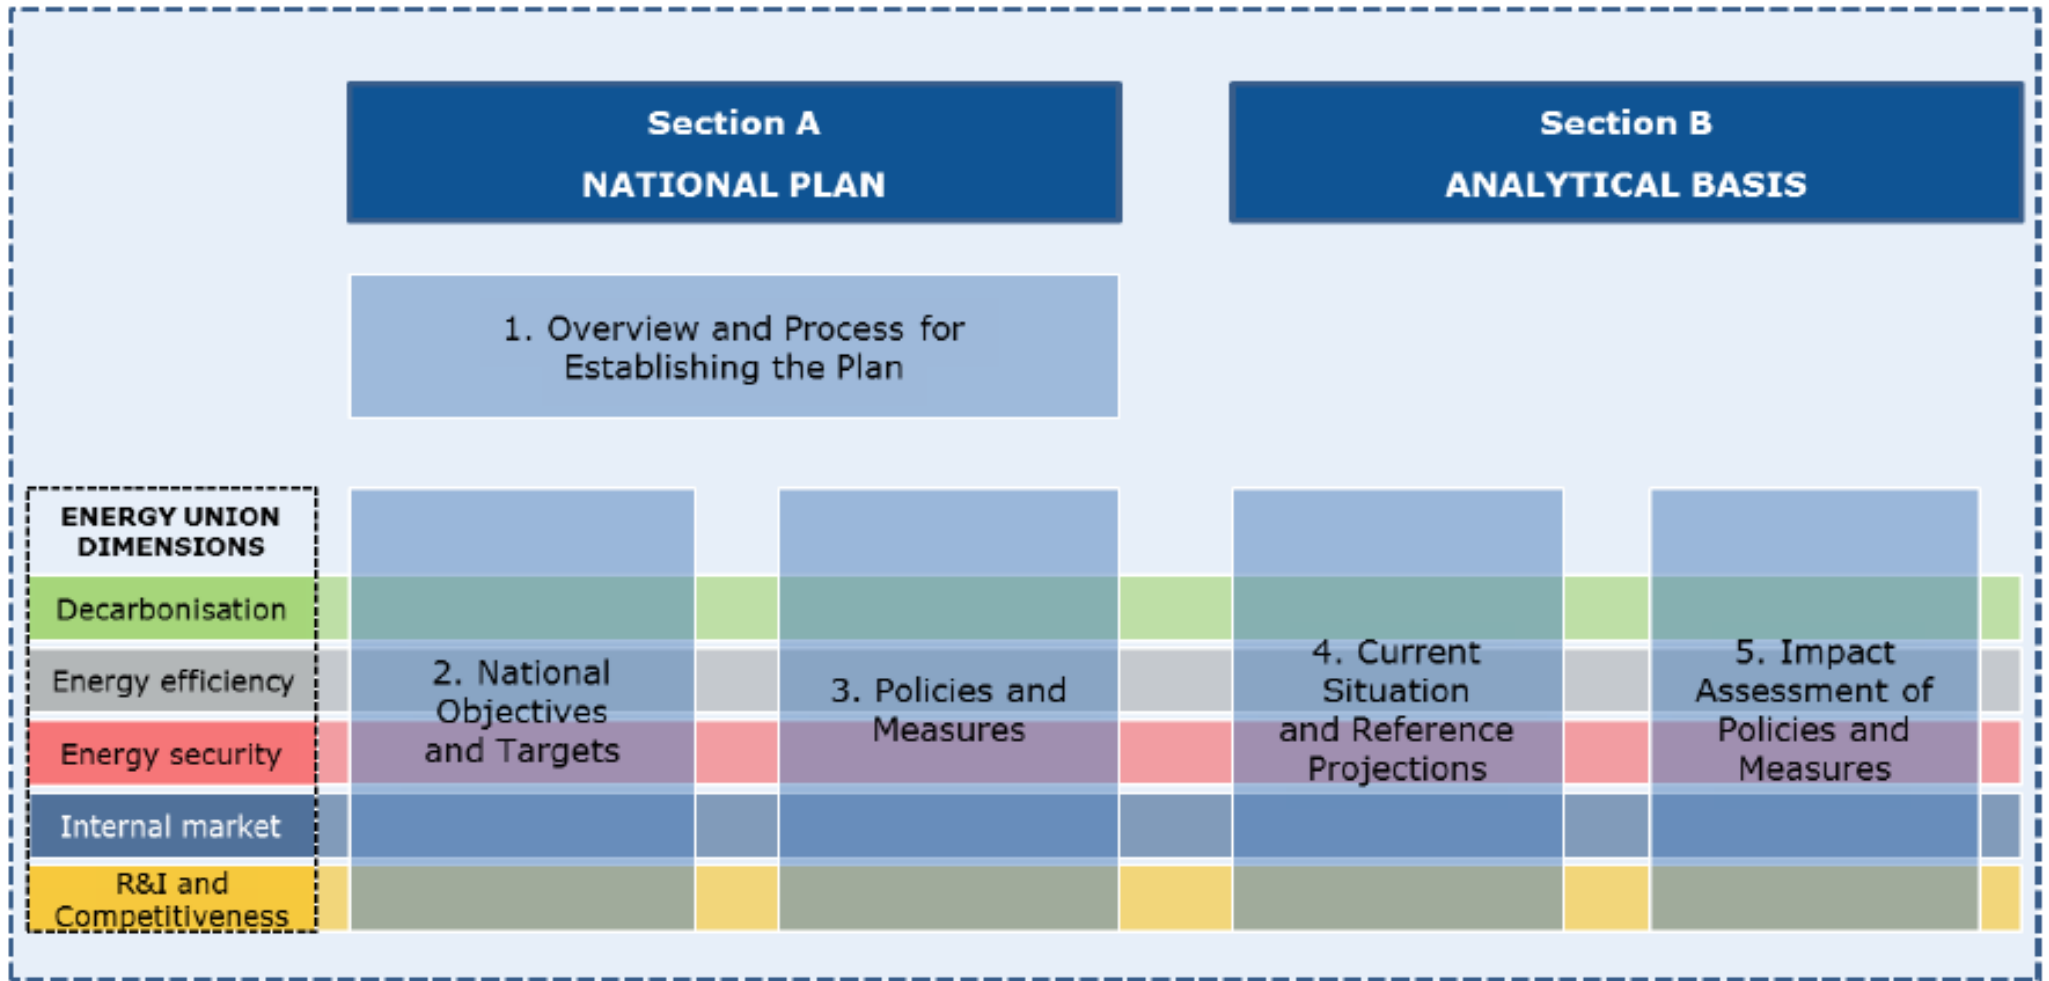 Section A
NATIONAL PLAN
Section B
ANALYTICAL BASIS
1. Overview and Process for
Establishing the Plan
ENERGY UNION
DIMENSIONS
Decarbonisation
Energy efficiency
Energy security
Internal market
R&I and
Competitiveness
2. National
Objectives
and Targets
3. Policies and
Measures
4. Current
Situation
and Reference
Projections
5. Impact
Assessment of
Policies and
Measures